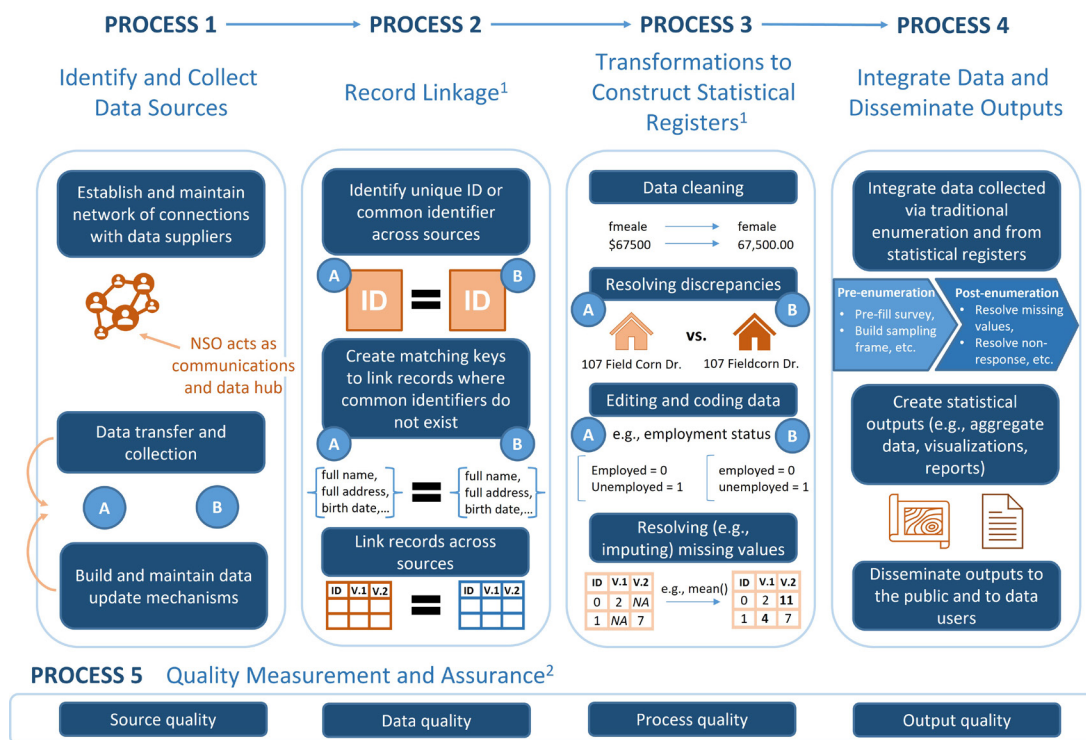 PROCESS 1
PROCESS 2
PROCESS 3
PROCESS 4
Identify and Collect
Data Sources
Record Linkage¹
Transformations to
Construct Statistical
Registers¹
Integrate Data and
Disseminate Outputs
Establish and maintain
network of connections
with data suppliers
NSO acts as
communications
and data hub
Data transfer and
collection
A
B
Build and maintain data
update mechanisms
Identify unique ID or
common identifier
across sources
A
B
ID = ID
Create matching keys
to link records where
common identifiers do
not exist
A
B
full name,
full address,
birth date,...
=
full name,
full address,
birth date,...
Link records across
sources
ID V.1 V.2
=
ID V.1 V.2
Data cleaning
fmeale female
$67500 67,500.00
Resolving discrepancies
A
B
vs.
107 Field Corn Dr. 107 Fieldcorn Dr.
Editing and coding data
A e.g., employment status B
Employed = 0
Unemployed = 1
employed = 0
unemployed = 1
Resolving (e.g.,
imputing) missing values
ID V.1 V.2
0 2 NA
1 NA 7
e.g., mean()
ID V.1 V.2
0 2 11
1 4 7
Integrate data collected
via traditional
enumeration and from
statistical registers
Pre-enumeration
• Pre-fill survey,
• Build sampling
frame, etc.
Post-enumeration
• Resolve missing
values,
• Resolve non-
response, etc.
Create statistical
outputs (e.g., aggregate
data, visualizations,
reports)
Disseminate outputs to
the public and to data
users
PROCESS 5 Quality Measurement and Assurance²
Source quality
Data quality
Process quality
Output quality